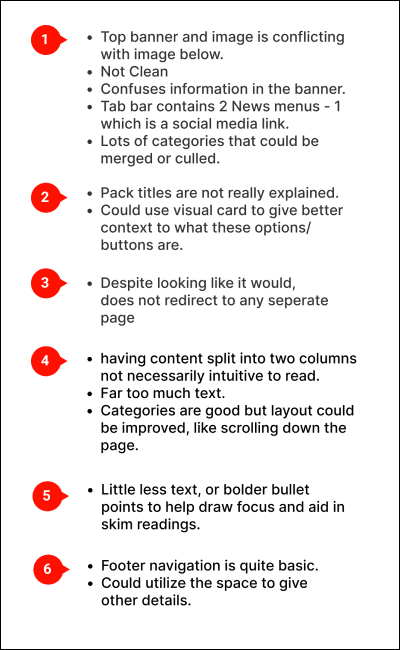 1
• Top banner and image is conflicting
with image below.
• Not Clean
• Confuses information in the banner.
• Tab bar contains 2 News menus - 1
which is a social media link.
• Lots of categories that could be
merged or culled.
2
• Pack titles are not really explained.
• Could use visual card to give better
context to what these options/
buttons are.
3
• Despite looking like it would,
does not redirect to any seperate
page
4
• having content split into two columns
not necessarily intuitive to read.
• Far too much text.
• Categories are good but layout could
be improved, like scrolling down the
page.
5
• Little less text, or bolder bullet
points to help draw focus and aid in
skim readings.
6
• Footer navigation is quite basic.
• Could utilize the space to give
other details.